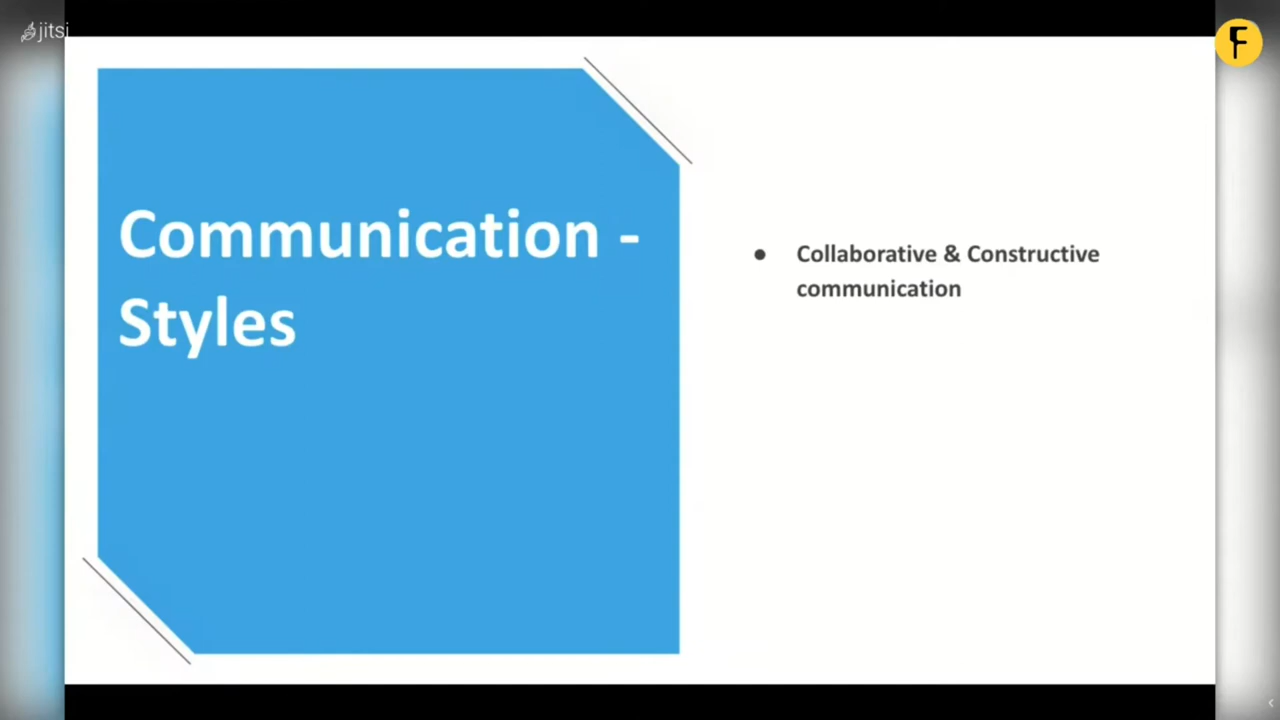 jitsi
F
Communication -
Styles
● Collaborative & Constructive
communication